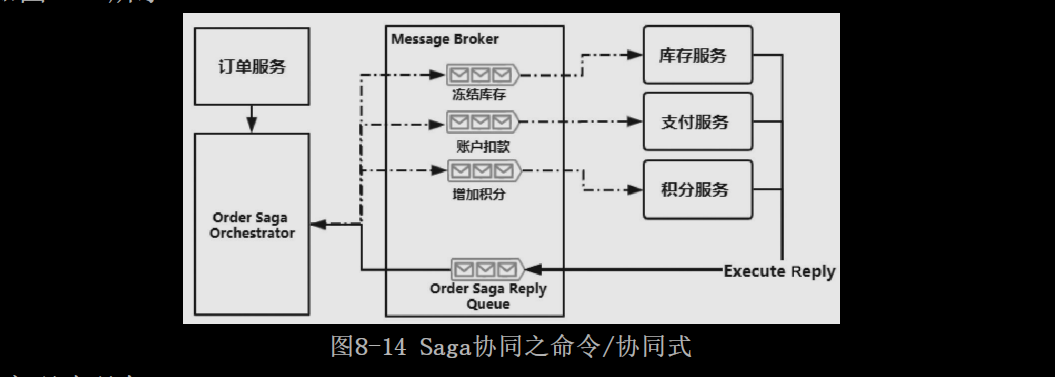 订单服务
Order Saga
Orchestrator
Message Broker
冻结库存
账户扣款
增加积分
Order Saga Reply
Queue
库存服务
支付服务
积分服务
Execute Reply
图8-14 Saga协同之命令/协同式